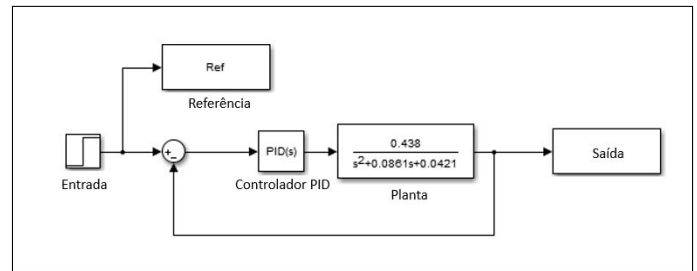 Ref
Referência
+
-
PID(s)
0.438
s²+0.0861s+0.0421
Saída
Entrada
Controlador PID
Planta